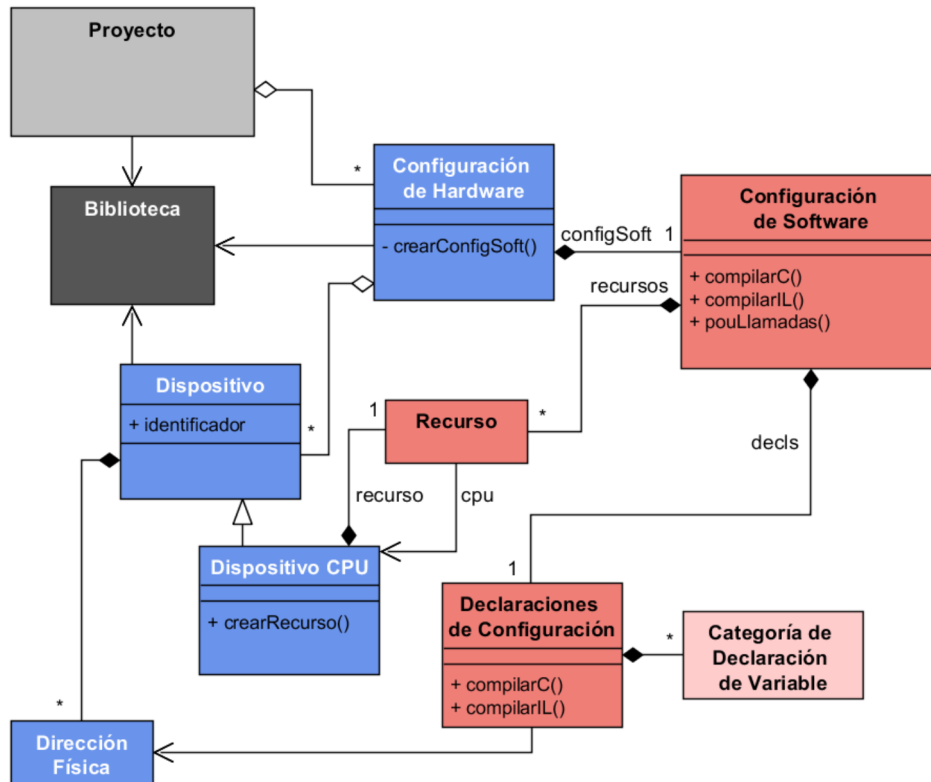 Proyecto
*
Configuración
de Hardware
- crearConfigSoft()
Biblioteca
configSoft 1
Configuración
de Software
+ compilarC()
+ compilarIL()
+ pouLlamadas()
recursos
Dispositivo
+ identificador
*
1
Recurso
*
decls
recurso
cpu
Dispositivo CPU
+ crearRecurso()
1
Declaraciones
de Configuración
+ compilarC()
+ compilarIL()
*
Categoría de
Declaración
de Variable
*
Dirección
Física